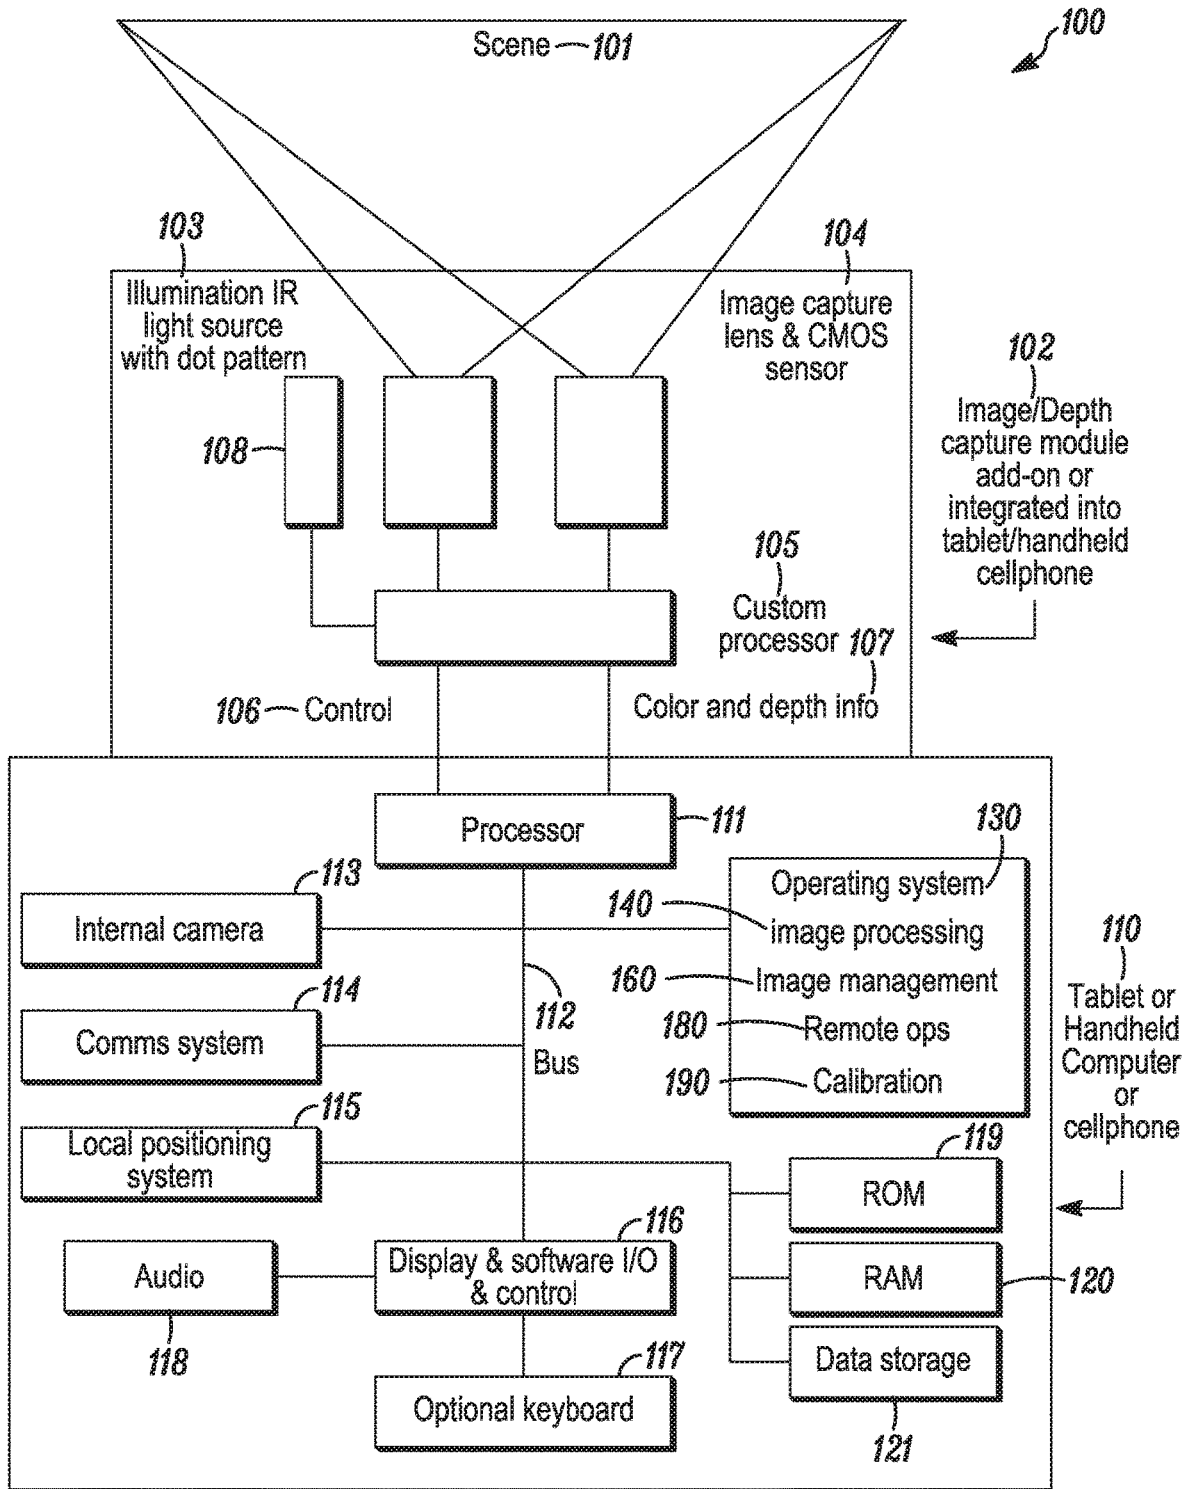 100
Scene 101
103
Illumination IR
light source
with dot pattern
104
Image capture
lens & CMOS
sensor
102
Image/Depth
capture module
add-on or
integrated into
tablet/handheld
cellphone
108
105
Custom
processor
107
106 Control
Color and depth info
Processor
111
113
Internal camera
130
Operating system
140
image processing
160
Image management
180
Remote ops
190
Calibration
110
Tablet or
Handheld
Computer
or
cellphone
112
Bus
114
Comms system
115
Local positioning
system
119
ROM
116
Display & software I/O
& control
Audio
118
RAM
120
117
Optional keyboard
Data storage
121